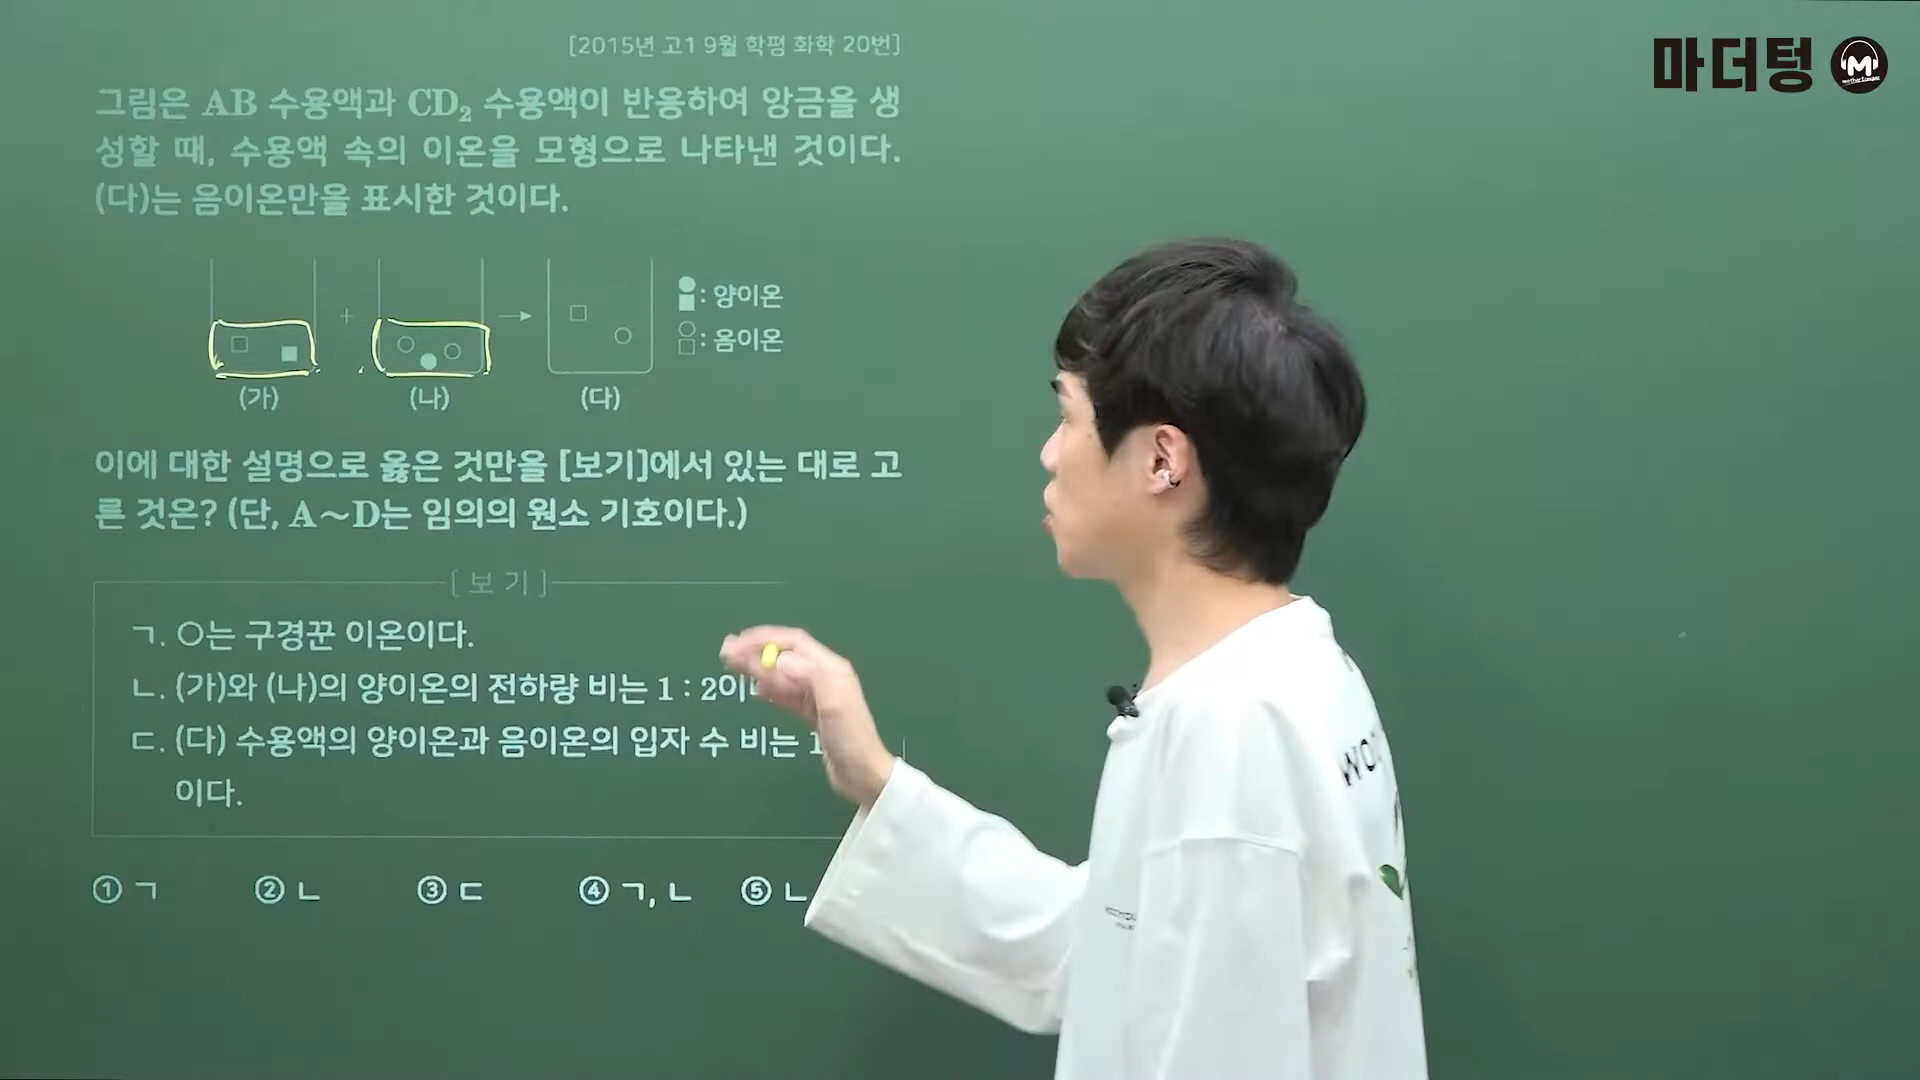 [2015년 고1 9월 학평 화학 20번]
마더텅
그림은 AB 수용액과 CD₂ 수용액이 반응하여 앙금을 생
성할 때, 수용액 속의 이온을 모형으로 나타낸 것이다.
(다)는 음이온만을 표시한 것이다.
+
: 양이온
: 음이온
(가) (나) (다)
이에 대한 설명으로 옳은 것만을 [보기]에서 있는 대로 고
른 것은? (단, A~D는 임의의 원소 기호이다.)
[보기]
ㄱ. ○는 구경꾼 이온이다.
ㄴ. (가)와 (나)의 양이온의 전하량 비는 1 : 2이
ㄷ. (다) 수용액의 양이온과 음이온의 입자 수 비는 1
이다.
① ㄱ ② ㄴ ③ ㄷ ④ ㄱ, ㄴ ⑤ ㄴ